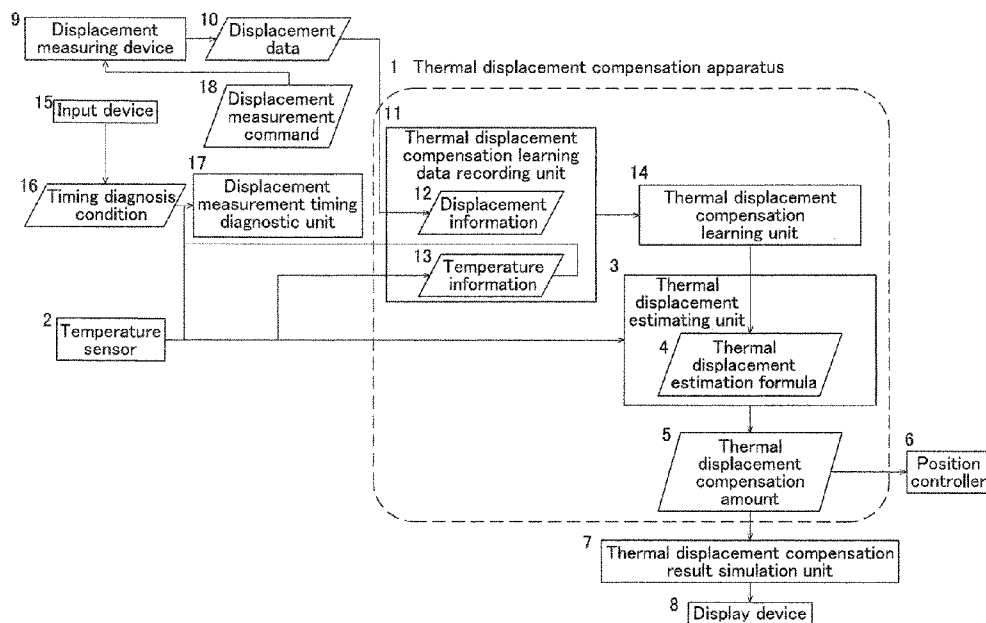 9
Displacement
measuring device
10
Displacement
data
1 Thermal displacement compensation apparatus
18
Displacement
measurement
command
15
Input device
11
Thermal displacement
compensation learning
data recording unit
12
Displacement
information
13
Temperature
information
14
Thermal displacement
compensation
learning unit
16
Timing diagnosis
condition
17
Displacement
measurement timing
diagnostic unit
2
Temperature
sensor
3
Thermal
displacement
estimating unit
4
Thermal
displacement
estimation formula
5
Thermal
displacement
compensation
amount
6
Position
controller
7
Thermal displacement compensation
result simulation unit
8
Display device